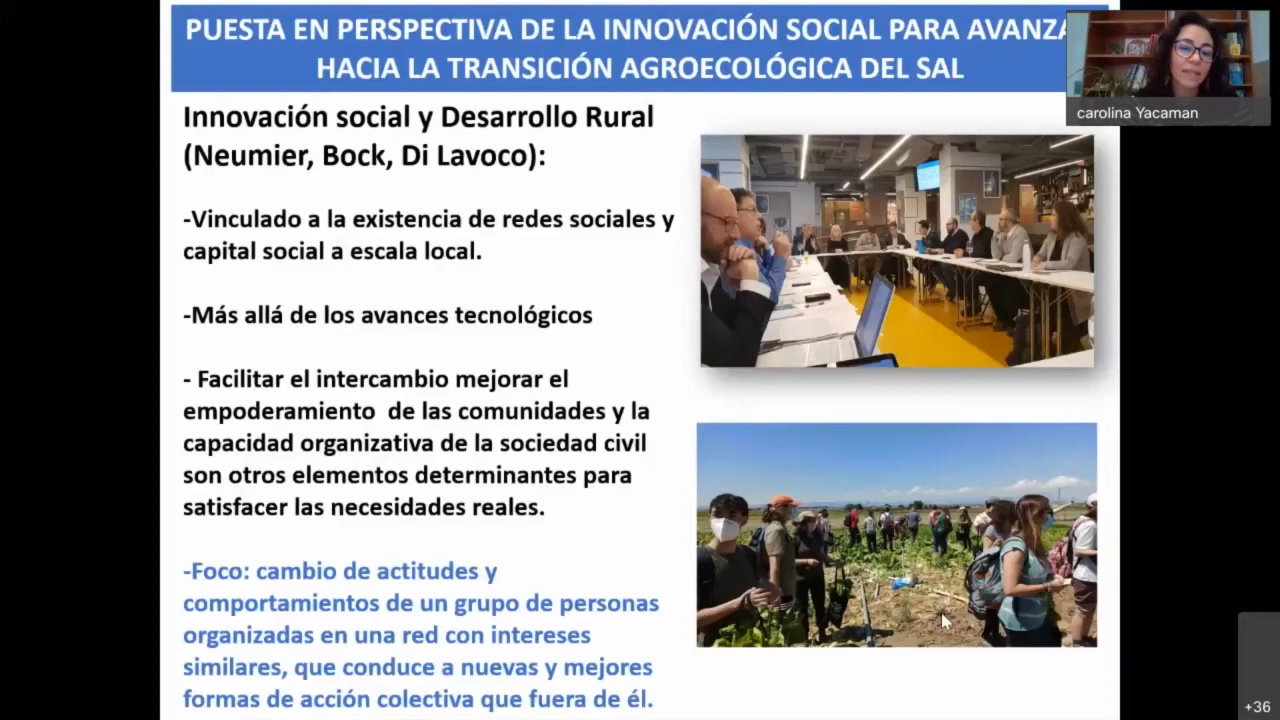 PUESTA EN PERSPECTIVA DE LA INNOVACIÓN SOCIAL PARA AVANZA
HACIA LA TRANSICIÓN AGROECOLÓGICA DEL SAL
carolina Yacaman
Innovación social y Desarrollo Rural
(Neumier, Bock, Di Lavoco):
-Vinculado a la existencia de redes sociales y
capital social a escala local.
-Más allá de los avances tecnológicos
- Facilitar el intercambio mejorar el
empoderamiento de las comunidades y la
capacidad organizativa de la sociedad civil
son otros elementos determinantes para
satisfacer las necesidades reales.
-Foco: cambio de actitudes y
comportamientos de un grupo de personas
organizadas en una red con intereses
similares, que conduce a nuevas y mejores
formas de acción colectiva que fuera de él.
+36